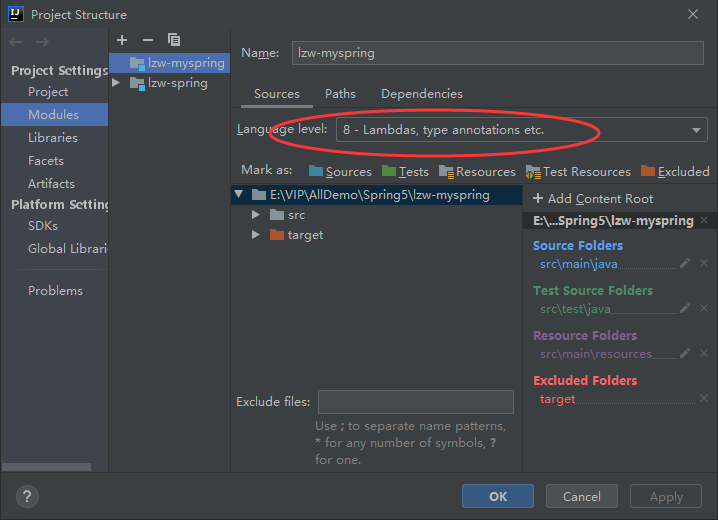 Project Structure
Project Settings
Project
Modules
Libraries
Facets
Artifacts
Platform Setting
SDKs
Global Librari
Problems
lzw-myspring
lzw-spring
Name: lzw-myspring
Sources Paths Dependencies
Language level: 8 - Lambdas, type annotations etc.
Mark as: Sources Tests Resources Test Resources Excluded
E:\VIP\AllDemo\Spring5\lzw-myspring
src
target
+ Add Content Root
E:\...Spring5\lzw-myspring
Source Folders
src\main\java
Test Source Folders
src\test\java
Resource Folders
src\main\resources
Excluded Folders
target
Exclude files:
Use ; to separate name patterns,
* for any number of symbols, ?
for one.
?
OK Cancel Apply